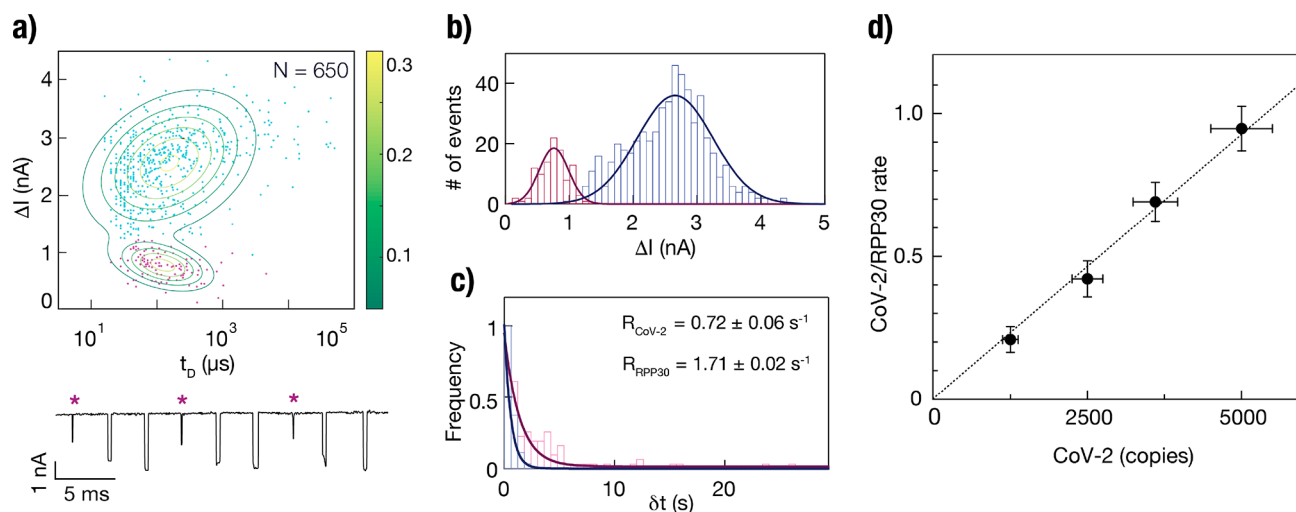 a)
N = 650
ΔI (nA)
4
3
2
1
0
10¹
10³
10⁵
t_D (µs)
0.3
0.2
0.1
*
*
*
1 nA
5 ms
b)
# of events
40
20
0
0
1
2
3
4
5
ΔI (nA)
c)
R_CoV-2 = 0.72 ± 0.06 s⁻¹
R_RPP30 = 1.71 ± 0.02 s⁻¹
Frequency
1
0.5
0
0
10
20
δt (s)
d)
CoV-2/RPP30 rate
1.0
0.5
0
0
2500
5000
CoV-2 (copies)